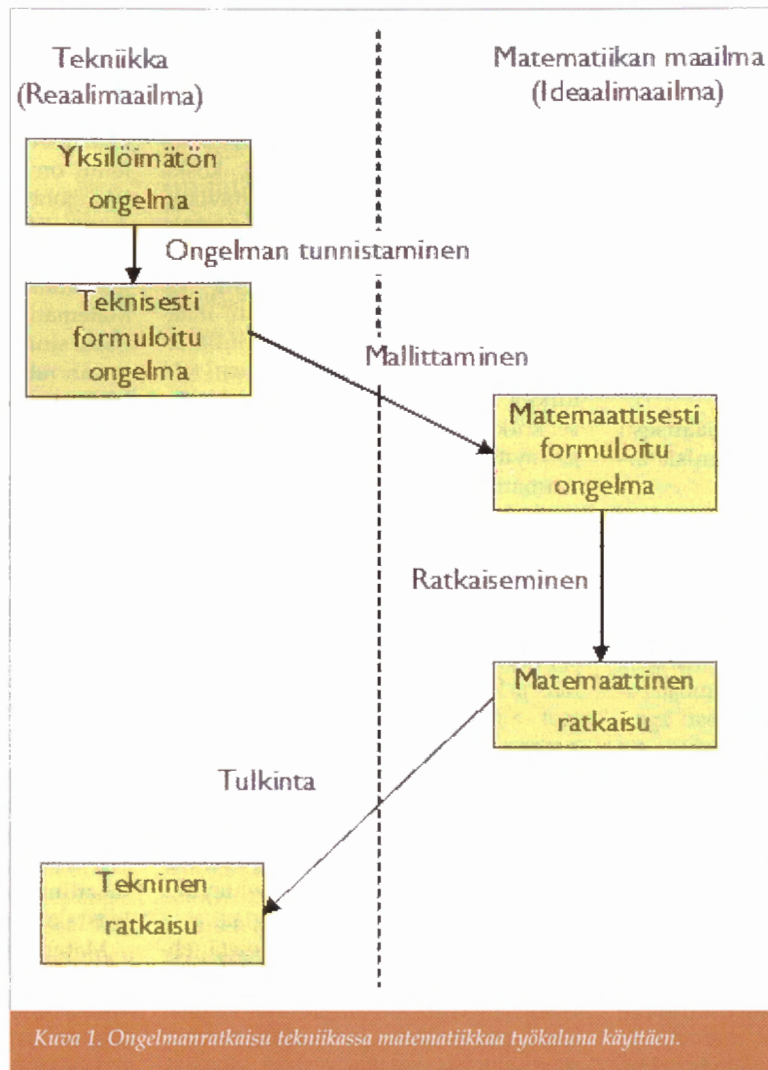 Tekniikka
(Reaalimaailma)
Matematiikan maailma
(Ideaalimaailma)
Yksilöimätön
ongelma
Ongelman tunnistaminen
Teknisesti
formuloitu
ongelma
Mallittaminen
Matemaattisesti
formuloitu
ongelma
Ratkaiseminen
Matemaattinen
ratkaisu
Tulkinta
Tekninen
ratkaisu
Kuva 1. Ongelmanratkaisu tekniikassa matematiikkaa työkaluna käyttäen.